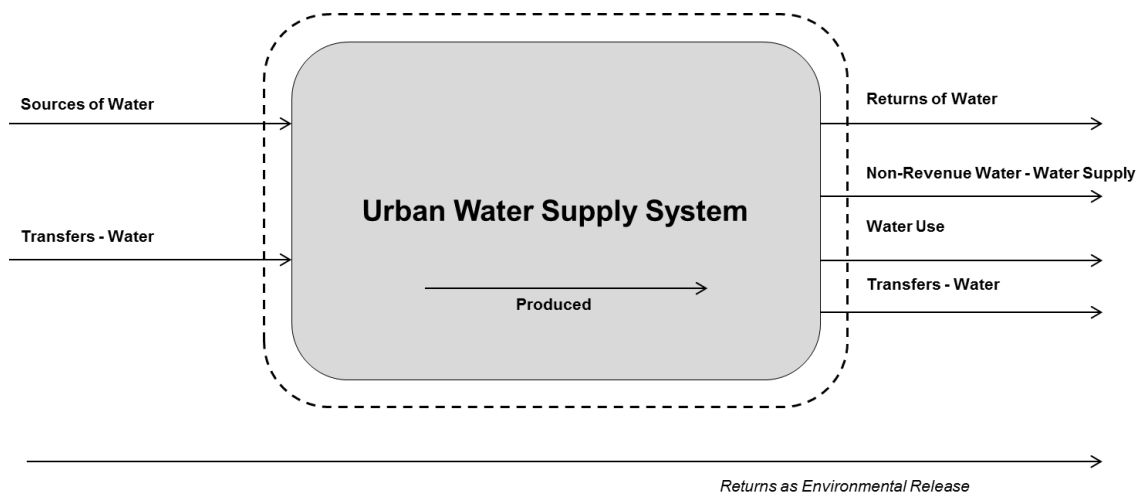 Sources of Water
Returns of Water
Non-Revenue Water - Water Supply
Urban Water Supply System
Transfers - Water
Water Use
Transfers - Water
Produced
Returns as Environmental Release